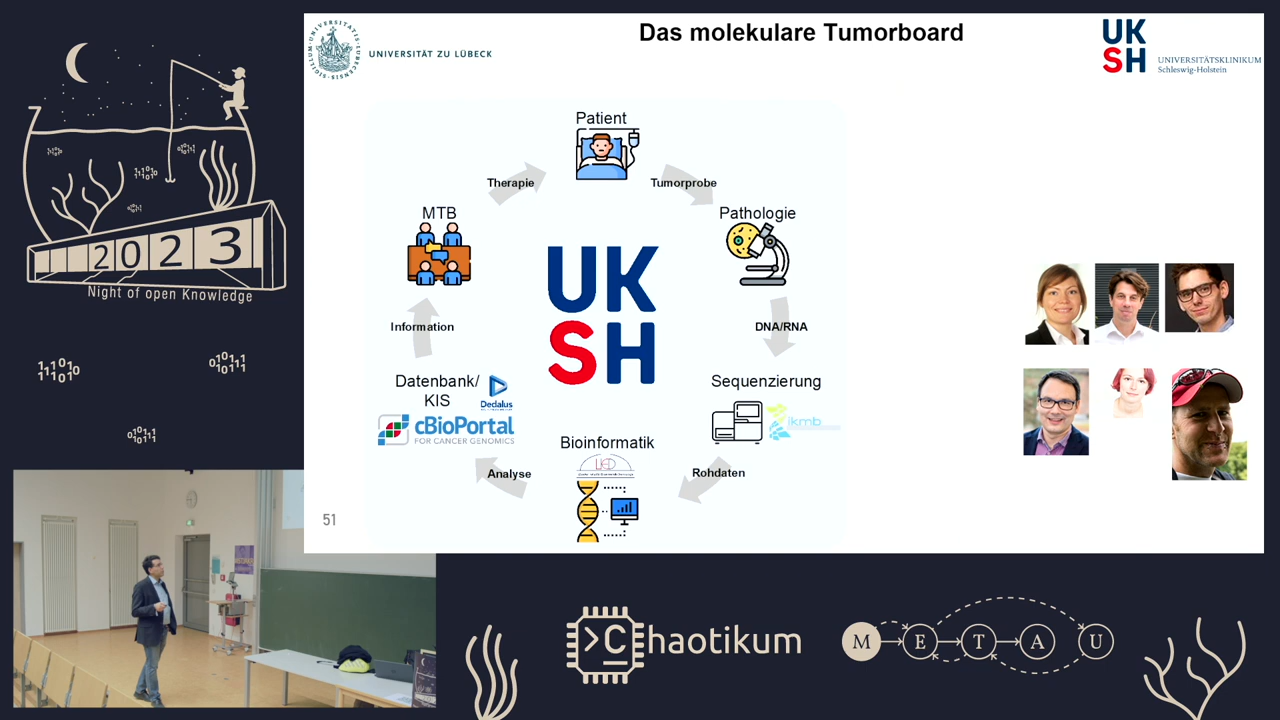 Das molekulare Tumorboard
UNIVERSITÄT ZU LÜBECK
UK
SH
UNIVERSITÄTSKLINIKUM
Schleswig-Holstein
Patient
Therapie
Tumorprobe
MTB
Pathologie
UK
SH
Information
DNA/RNA
Datenbank/
KIS
Dedalus
cBioPortal
FOR CANCER GENOMICS
Sequenzierung
ikmb
Bioinformatik
Analyse
Rohdaten
51
2023
Night of open Knowledge
>C haotikum
M E T A U